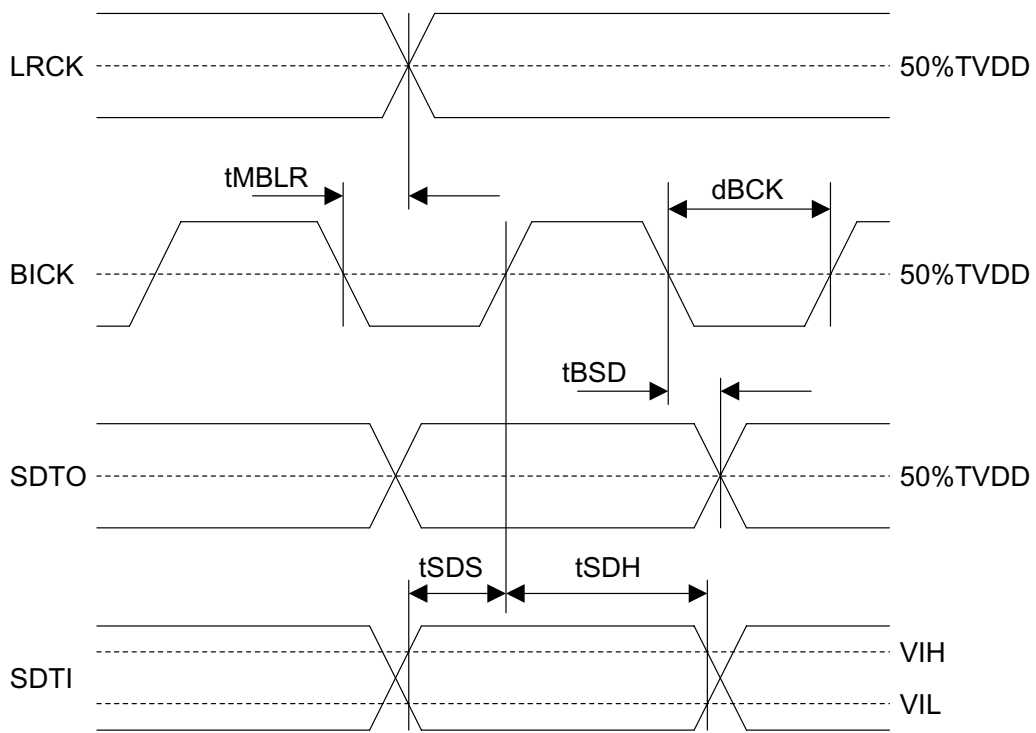 LRCK
50%TVDD
tMBLR
dBCK
BICK
50%TVDD
tBSD
SDTO
50%TVDD
tSDS
tSDH
VIH
SDTI
VIL